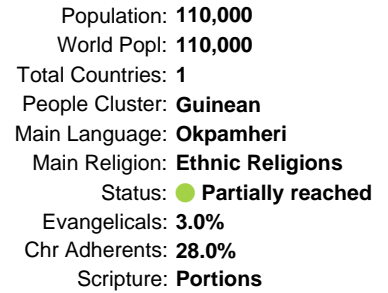 Population: 110,000
World Popl: 110,000
Total Countries: 1
People Cluster: Guinean
Main Language: Okpamheri
Main Religion: Ethnic Religions
Status: Partially reached
Evangelicals: 3.0%
Chr Adherents: 28.0%
Scripture: Portions